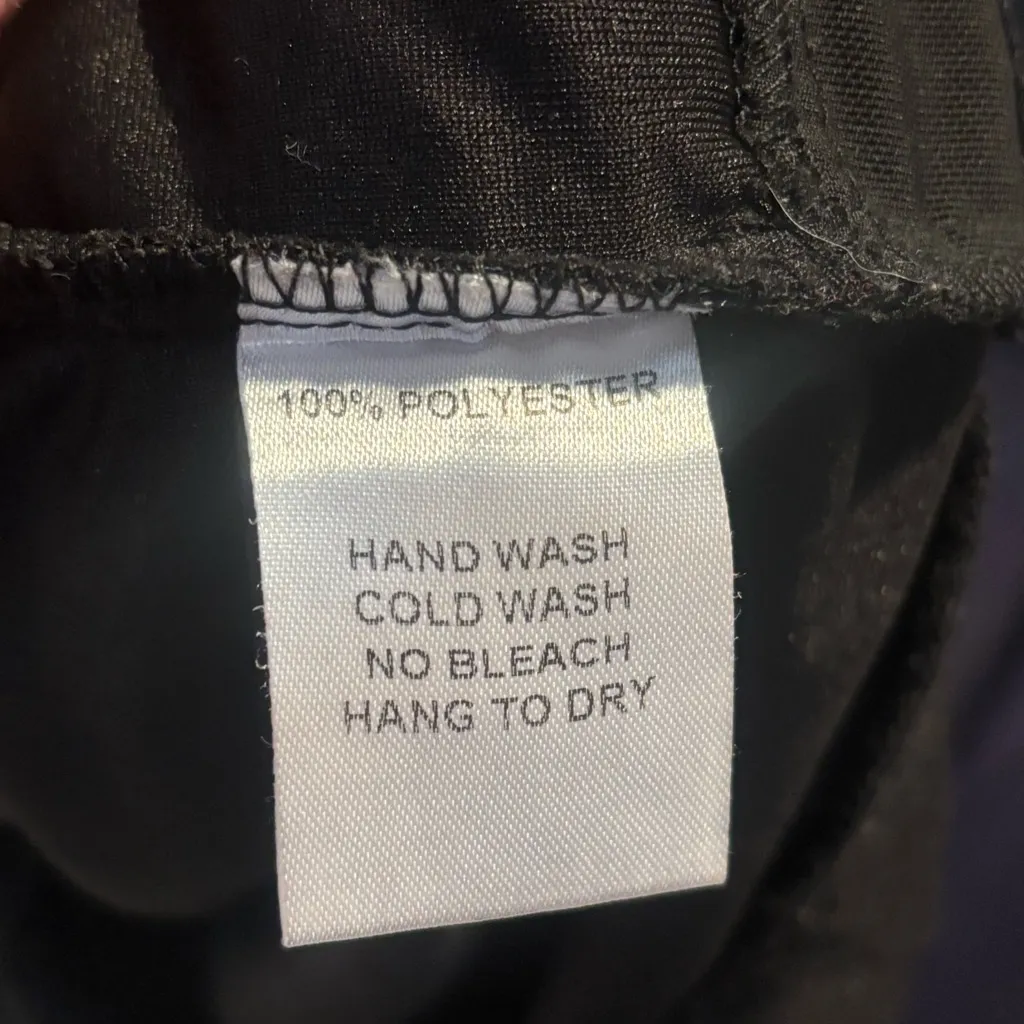 100% POLYESTER
HAND WASH
COLD WASH
NO BLEACH
HANG TO DRY